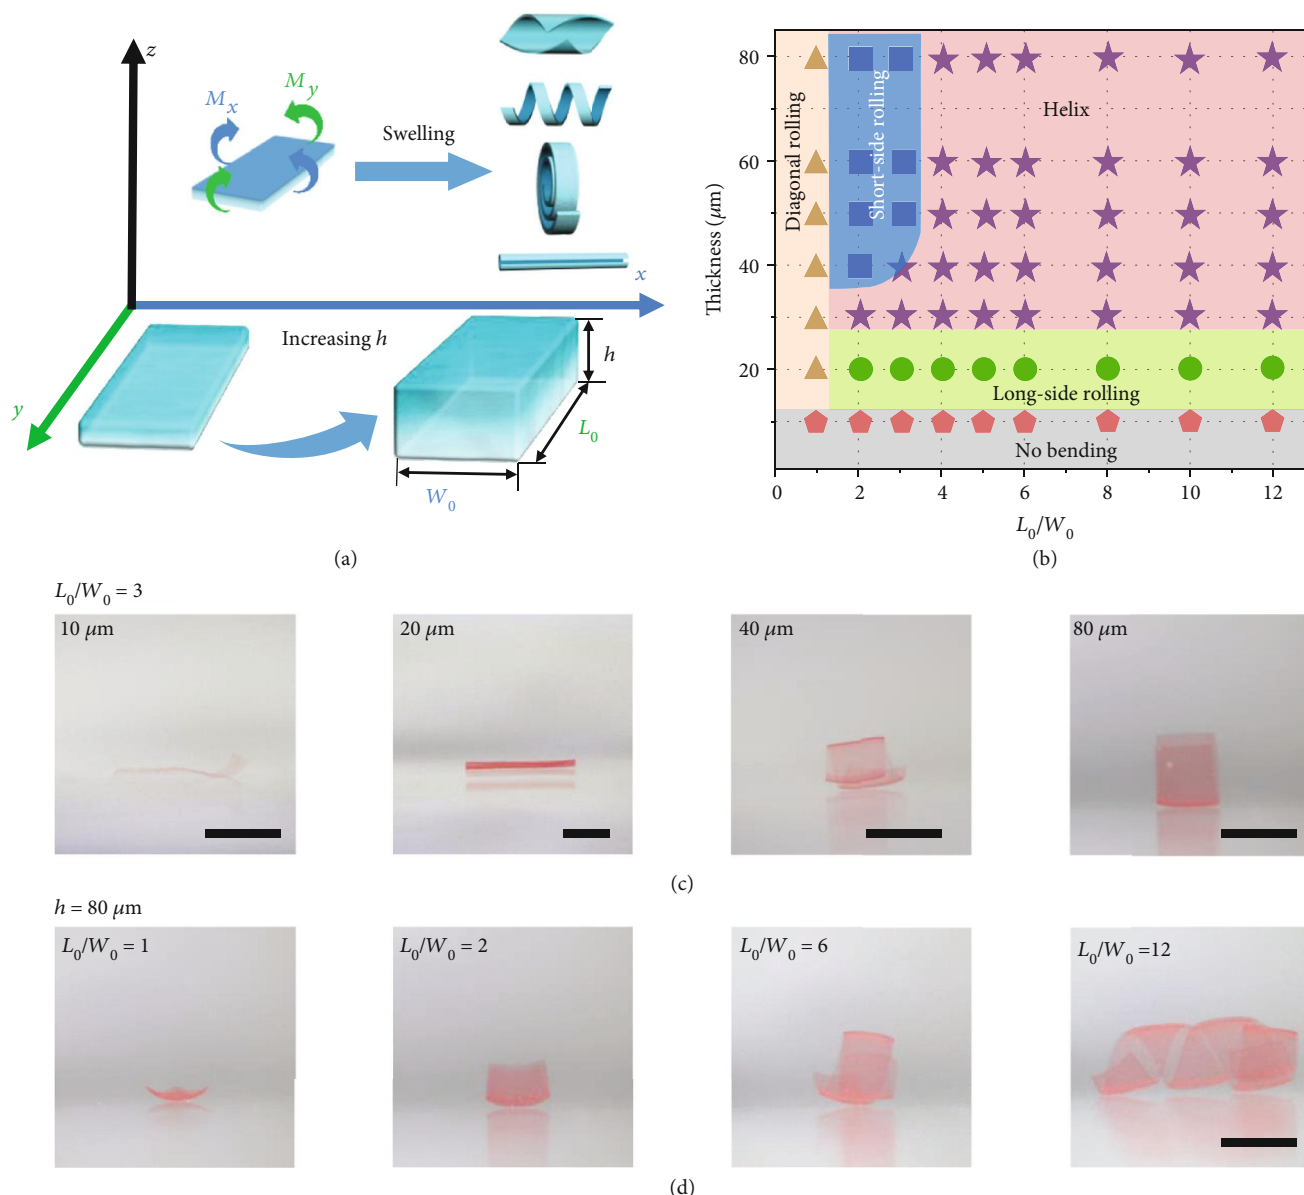 z
M_x
M_y
Swelling
x
Increasing h
h
y
L_0
W_0
(a)
80
60
40
20
Thickness (μm)
Diagonal rolling
Short-side rolling
Helix
Long-side rolling
No bending
0 2 4 6 8 10 12
L_0/W_0
(b)
L_0/W_0 = 3
10 μm
20 μm
40 μm
80 μm
(c)
h = 80 μm
L_0/W_0 = 1
L_0/W_0 = 2
L_0/W_0 = 6
L_0/W_0 =12
(d)